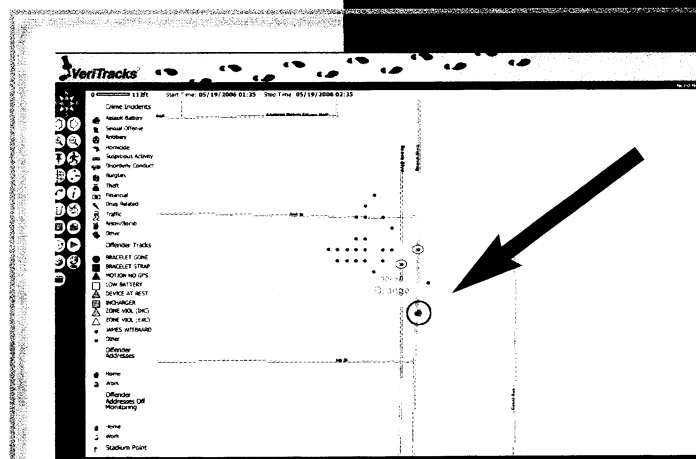 VeriTracks
0 112ft Start Time: 05/19/2006 01:35 Stop Time: 05/19/2006 02:35
Crime Incidents
Assault Battery
Sexual Offense
Robbery
Homicide
Suspicious Activity
Disorderly Conduct
Burglary
Theft
Financial
Drug Related
Traffic
Arson/Bomb
Other
Offender Tracks
BRACELET GONE
BRACELET STRAP
MOTION NO GPS
LOW BATTERY
DEVICE AT REST
INCHARGER
ZONE VIOL (INC)
ZONE VIOL (EXC)
Other
Offender
Addresses
Home
Work
Offender
Addresses Off
Monitoring
Home
Work
Stadium Point
Orange